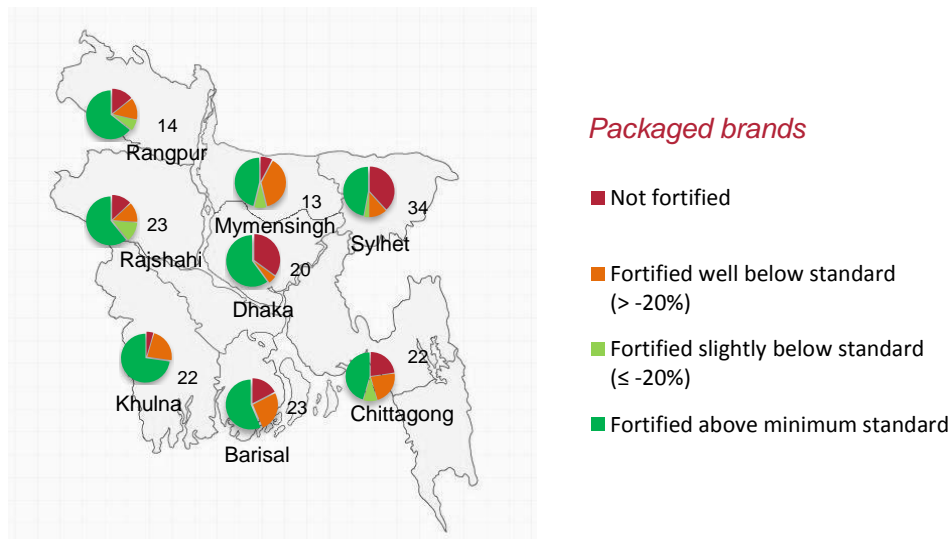 14
Rangpur
13
Mymensingh
34
Sylhet
23
Rajshahi
20
Dhaka
22
Khulna
23
Barisal
22
Chittagong
Packaged brands
Not fortified
Fortified well below standard
(> -20%)
Fortified slightly below standard
(≤ -20%)
Fortified above minimum standard